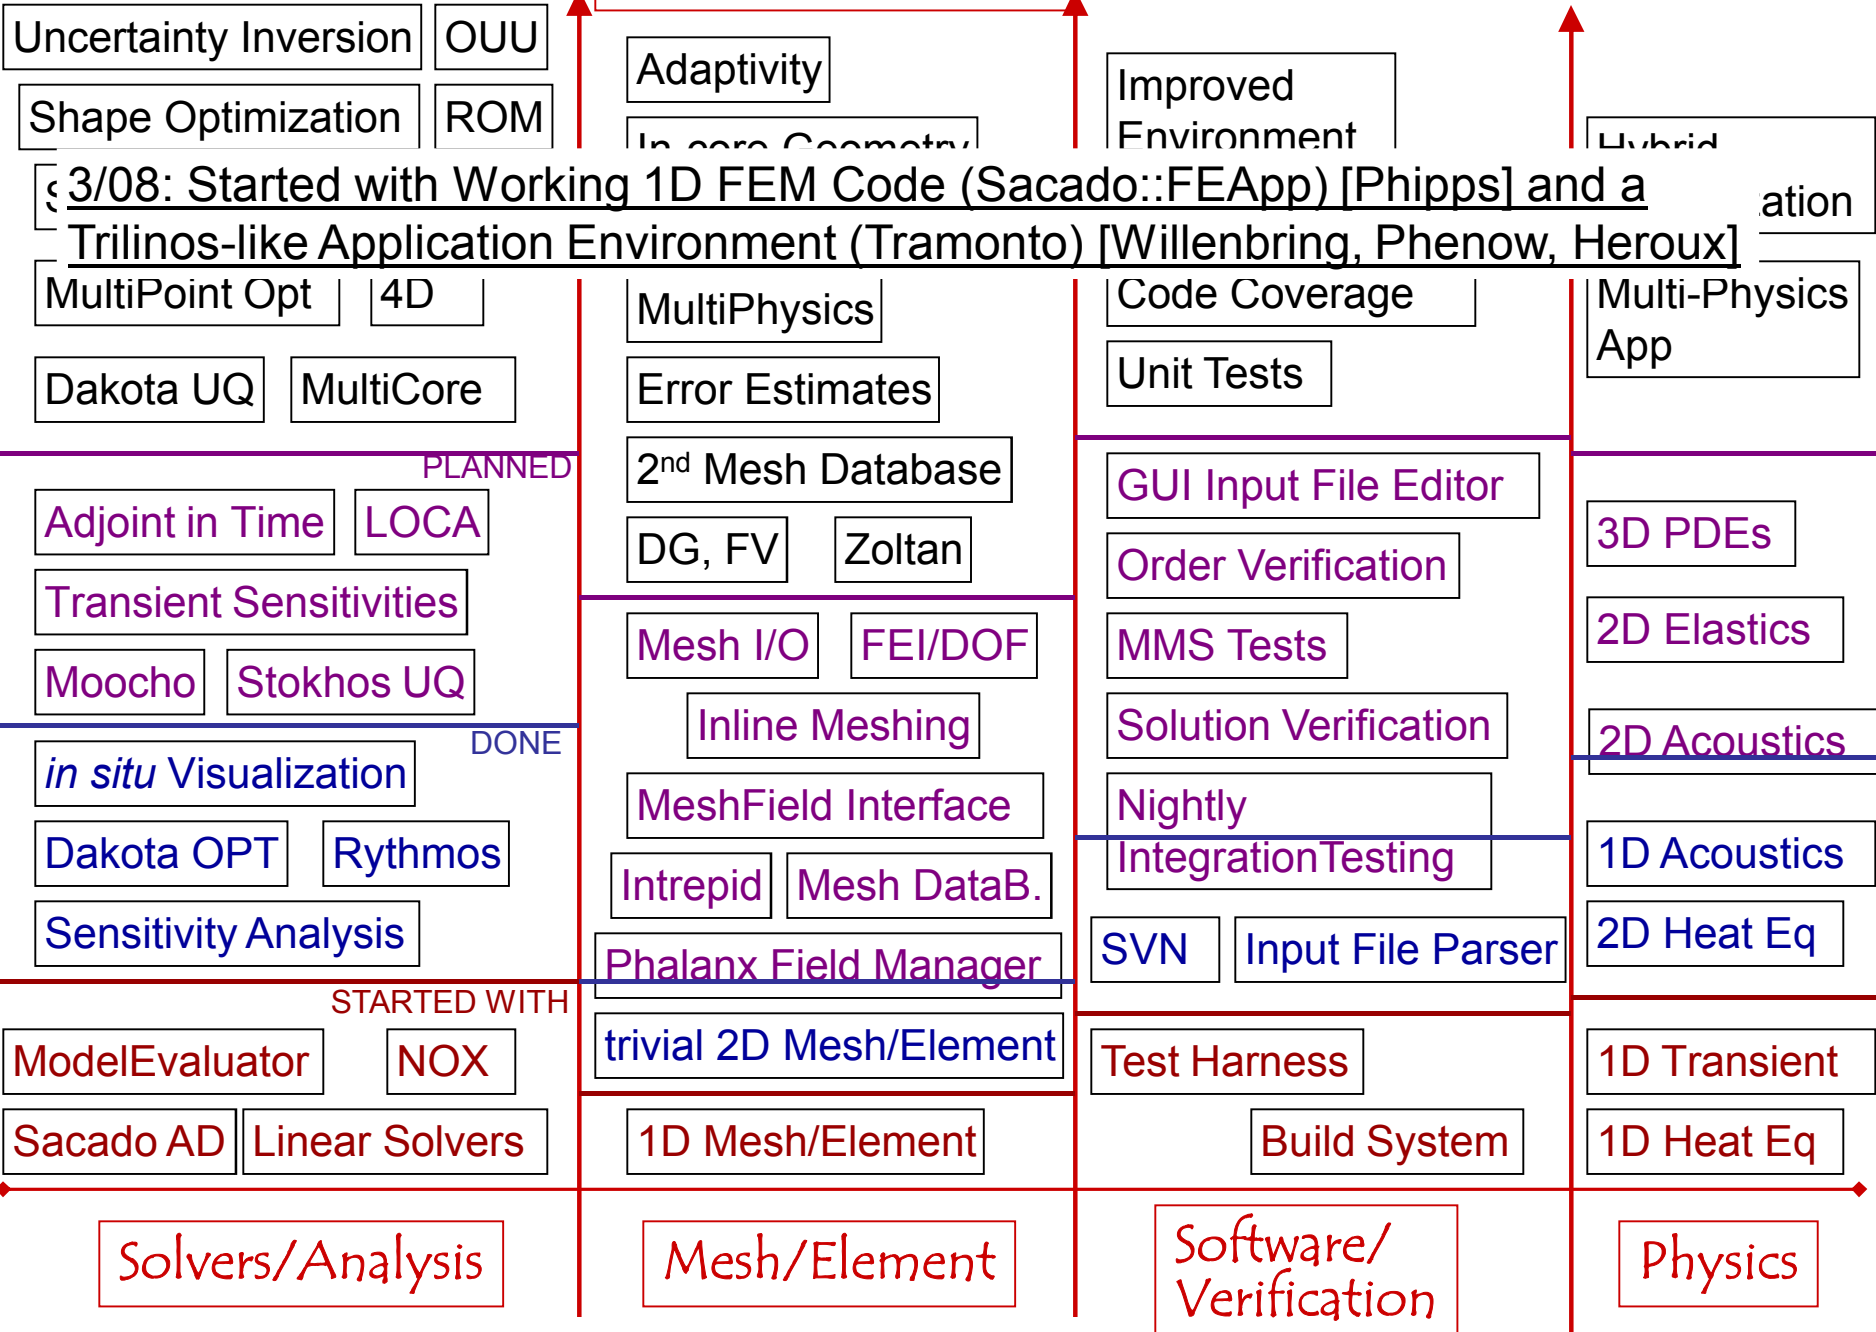 Uncertainty Inversion
OUU
Shape Optimization
ROM
3/08: Started with Working 1D FEM Code (Sacado::FEApp) [Phipps] and a
Trilinos-like Application Environment (Tramonto) [Willenbring, Phenow, Heroux]
MultiPoint Opt
4D
Dakota UQ
MultiCore
PLANNED
Adjoint in Time
LOCA
Transient Sensitivities
Moocho
Stokhos UQ
DONE
in situ Visualization
Dakota OPT
Rythmos
Sensitivity Analysis
STARTED WITH
ModelEvaluator
NOX
Sacado AD
Linear Solvers
Solvers/Analysis
Adaptivity
In-core Geometry
MultiPhysics
Error Estimates
2nd Mesh Database
DG, FV
Zoltan
Mesh I/O
FEI/DOF
Inline Meshing
MeshField Interface
Intrepid
Mesh DataB.
Phalanx Field Manager
trivial 2D Mesh/Element
1D Mesh/Element
Mesh/Element
Improved
Environment
Code Coverage
Unit Tests
GUI Input File Editor
Order Verification
MMS Tests
Solution Verification
Nightly
IntegrationTesting
SVN
Input File Parser
Test Harness
Build System
Software/
Verification
Hybrid
ation
Multi-Physics
App
3D PDEs
2D Elastics
2D Acoustics
1D Acoustics
2D Heat Eq
1D Transient
1D Heat Eq
Physics